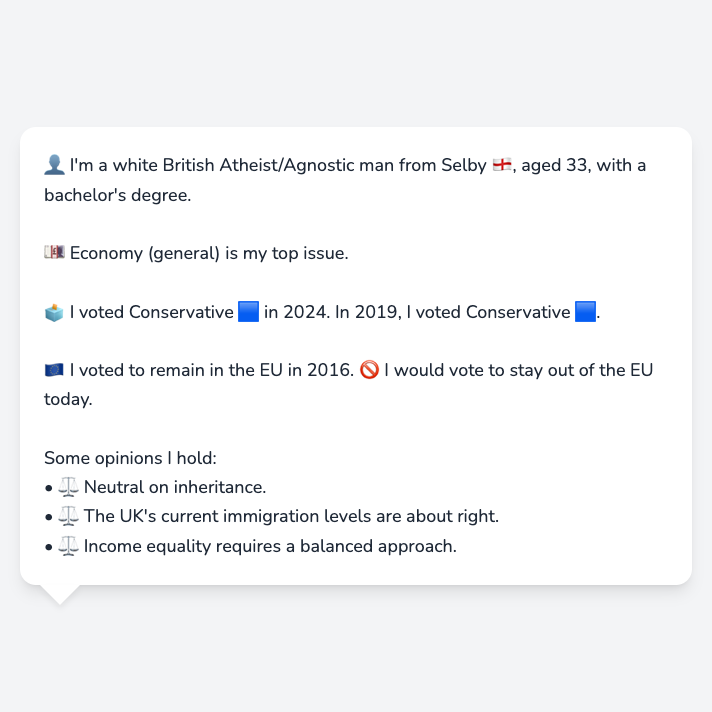 👤 I'm a white British Atheist/Agnostic man from Selby 🏴󠁧󠁢󠁥󠁮󠁧󠁿, aged 33, with a
bachelor's degree.
💷 Economy (general) is my top issue.
🗳️ I voted Conservative 🟦 in 2024. In 2019, I voted Conservative 🟦.
🇪🇺 I voted to remain in the EU in 2016. 🚫 I would vote to stay out of the EU
today.
Some opinions I hold:
• ⚖️ Neutral on inheritance.
• ⚖️ The UK's current immigration levels are about right.
• ⚖️ Income equality requires a balanced approach.